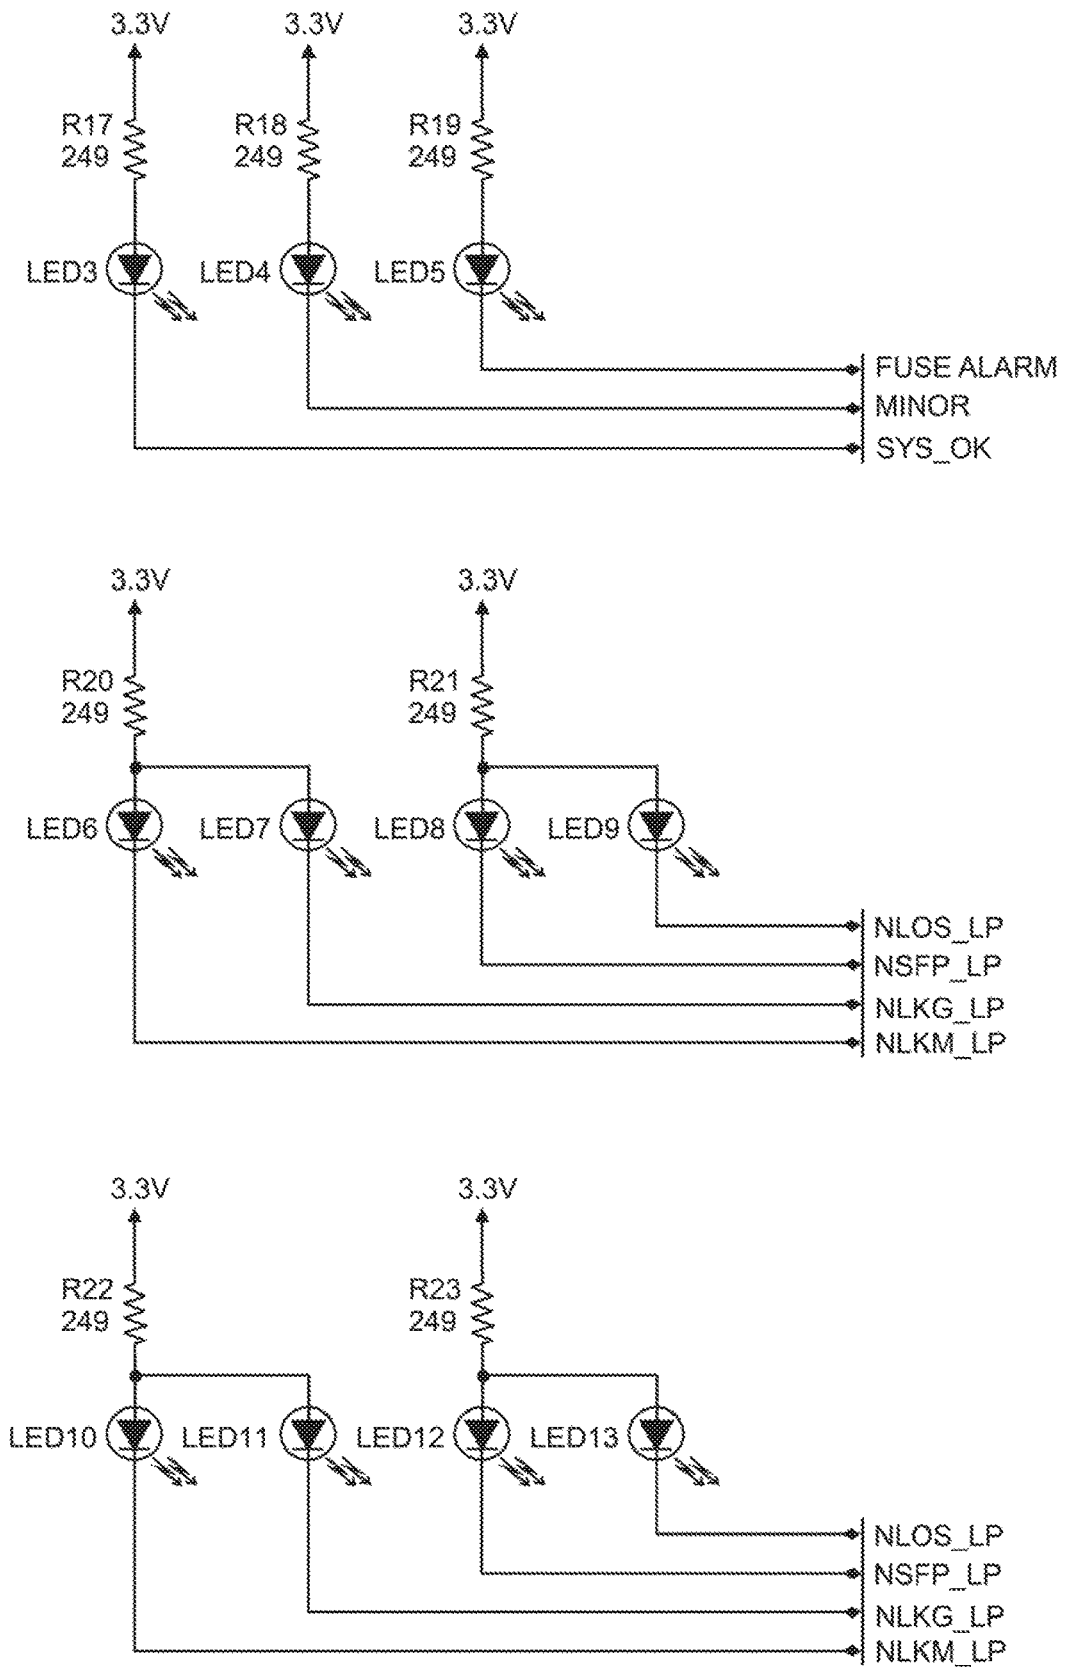 3.3V 3.3V 3.3V
R17 R18 R19
249 249 249
LED3 LED4 LED5
FUSE ALARM
MINOR
SYS_OK
3.3V 3.3V
R20 R21
249 249
LED6 LED7 LED8 LED9
NLOS_LP
NSFP_LP
NLKG_LP
NLKM_LP
3.3V 3.3V
R22 R23
249 249
LED10 LED11 LED12 LED13
NLOS_LP
NSFP_LP
NLKG_LP
NLKM_LP